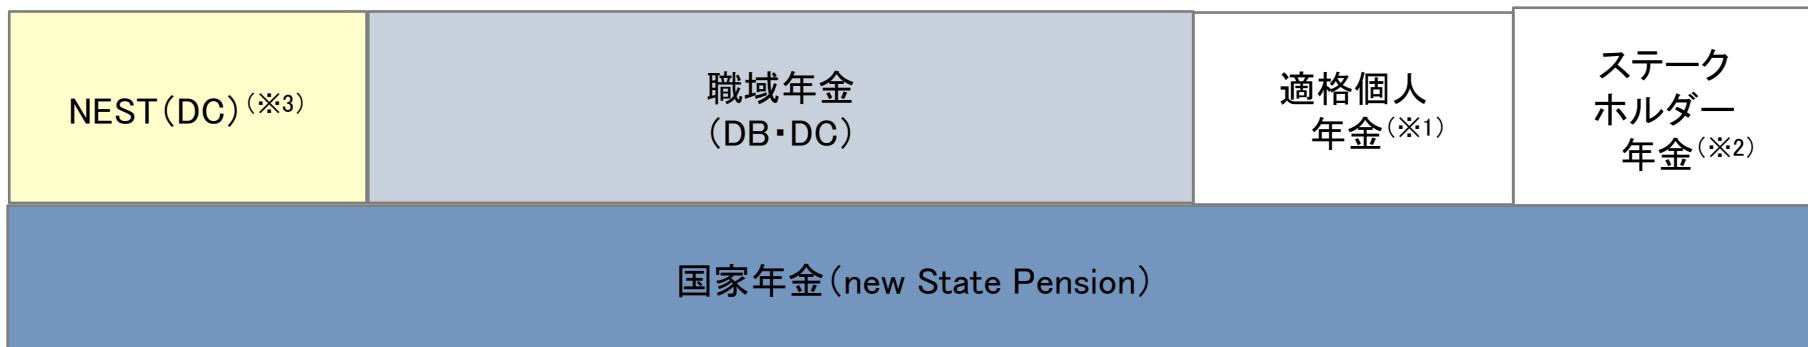 NEST(DC)(※3)
職域年金
(DB・DC)
適格個人
年金(※1)
ステーク
ホルダー
年金(※2)
国家年金(new State Pension)